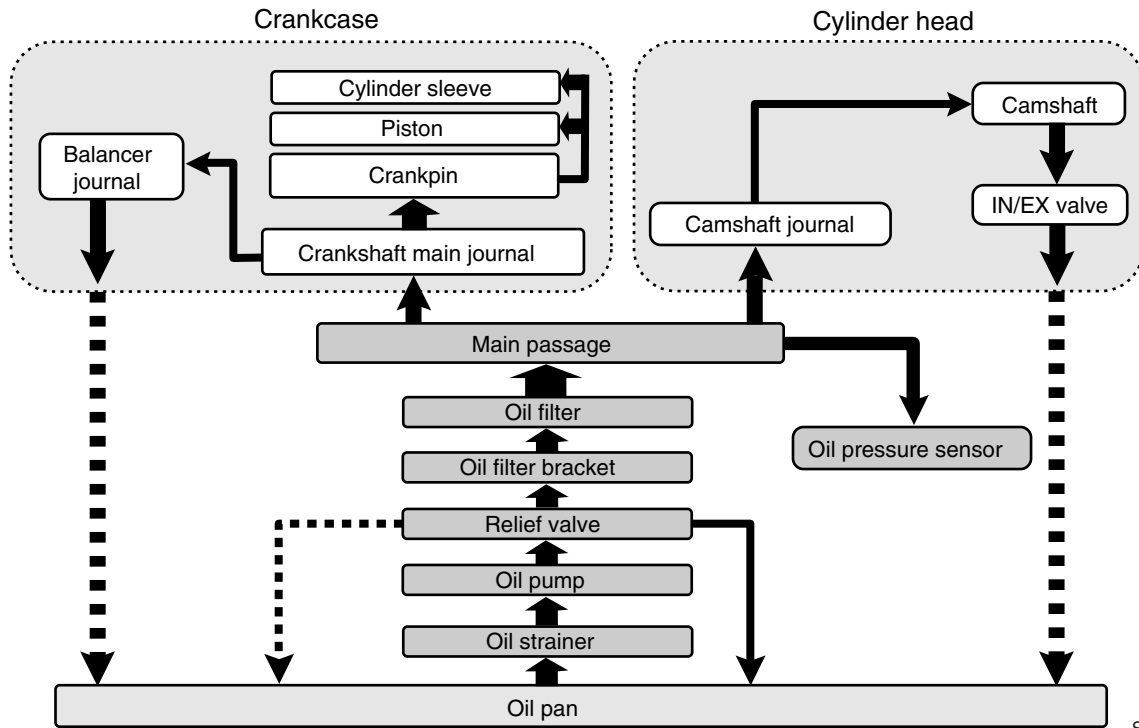 Crankcase
Cylinder head
Cylinder sleeve
Piston
Crankpin
Balancer
journal
Crankshaft main journal
Camshaft
IN/EX valve
Camshaft journal
Main passage
Oil filter
Oil pressure sensor
Oil filter bracket
Relief valve
Oil pump
Oil strainer
Oil pan